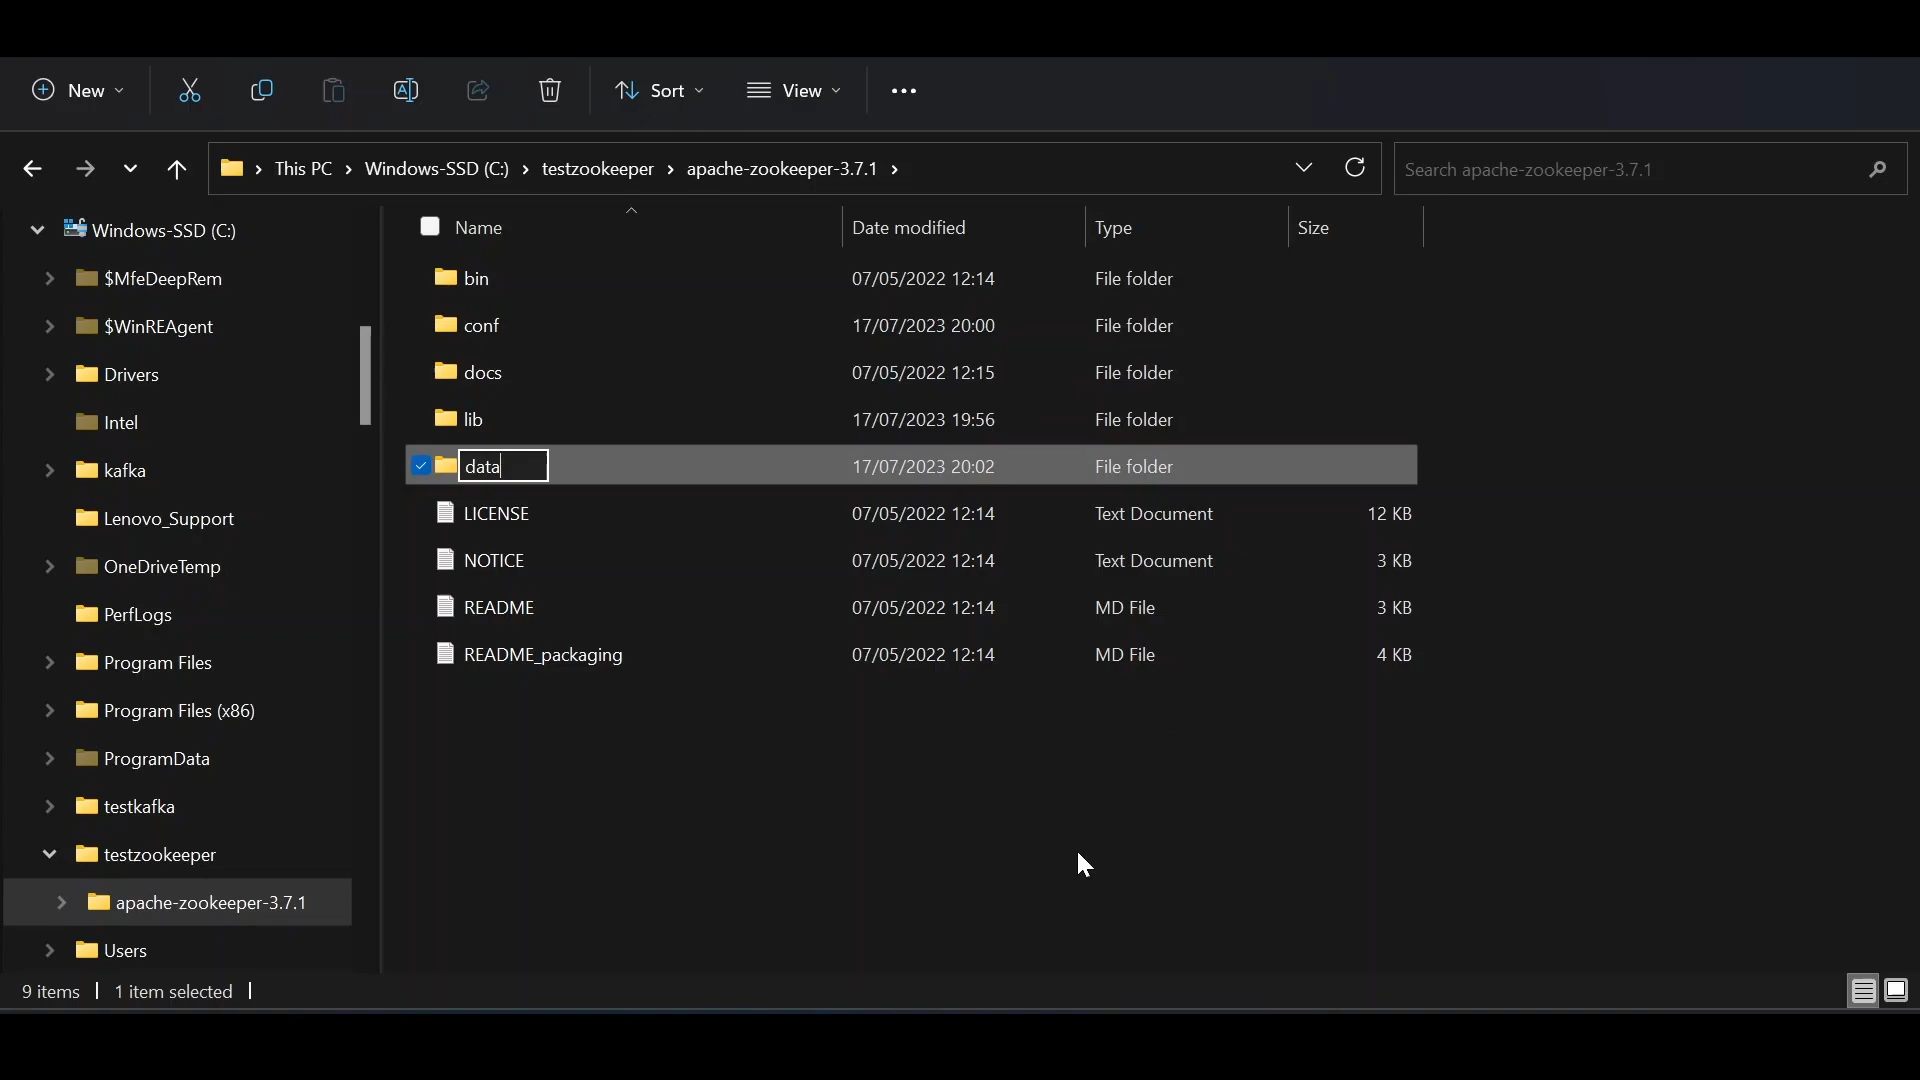 New Sort View
This PC Windows-SSD (C:) testzookeeper apache-zookeeper-3.7.1 Search apache-zookeeper-3.7.1
Windows-SSD (C:)
$MfeDeepRem
$WinREAgent
Drivers
Intel
kafka
Lenovo_Support
OneDriveTemp
PerfLogs
Program Files
Program Files (x86)
ProgramData
testkafka
testzookeeper
apache-zookeeper-3.7.1
Users
Name Date modified Type Size
bin 07/05/2022 12:14 File folder
conf 17/07/2023 20:00 File folder
docs 07/05/2022 12:15 File folder
lib 17/07/2023 19:56 File folder
data 17/07/2023 20:02 File folder
LICENSE 07/05/2022 12:14 Text Document 12 KB
NOTICE 07/05/2022 12:14 Text Document 3 KB
README 07/05/2022 12:14 MD File 3 KB
README_packaging 07/05/2022 12:14 MD File 4 KB
9 items 1 item selected